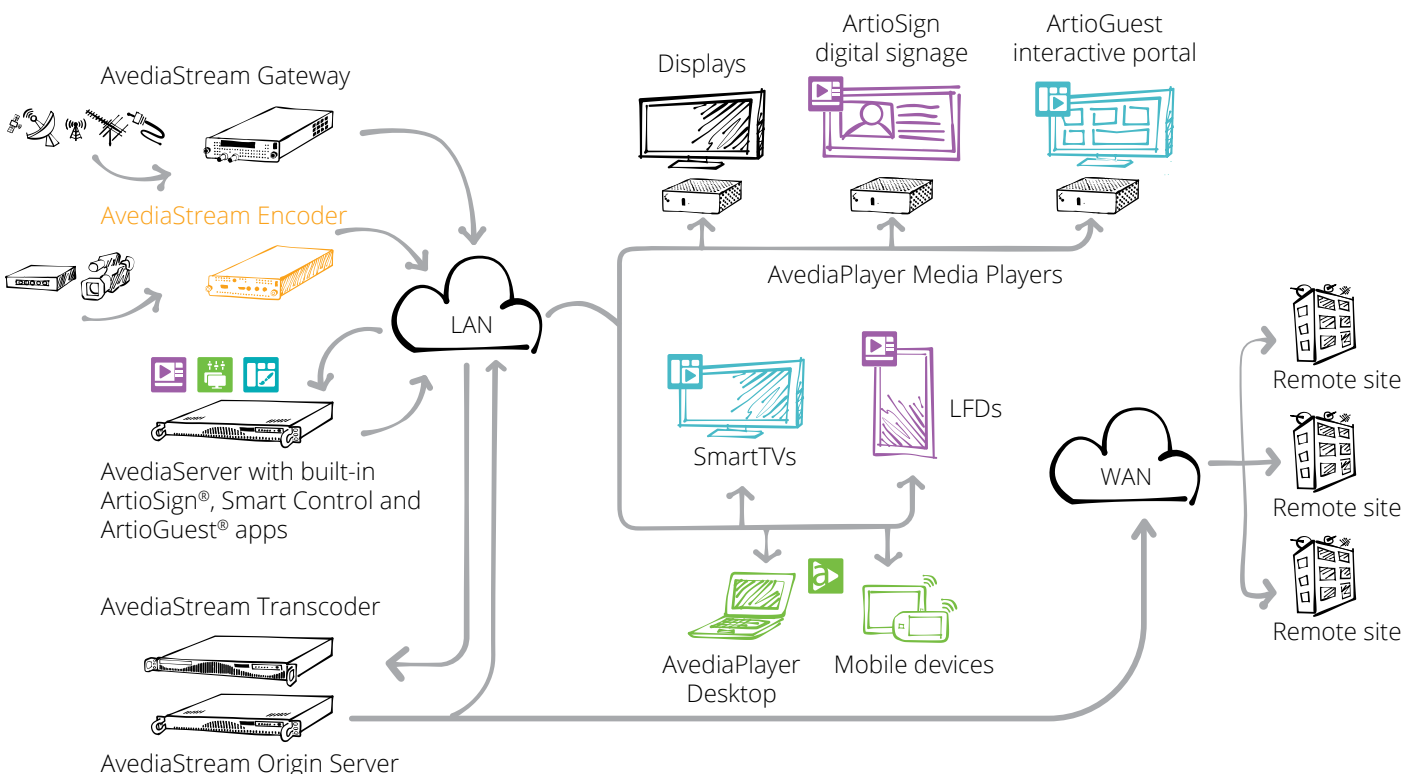 AvediaStream Gateway
AvediaStream Encoder
LAN
AvediaServer with built-in
ArtioSign®, Smart Control and
ArtioGuest® apps
AvediaStream Transcoder
AvediaStream Origin Server
Displays
ArtioSign
digital signage
ArtioGuest
interactive portal
AvediaPlayer Media Players
SmartTVs
LFDs
a
AvediaPlayer
Desktop
Mobile devices
WAN
Remote site
Remote site
Remote site